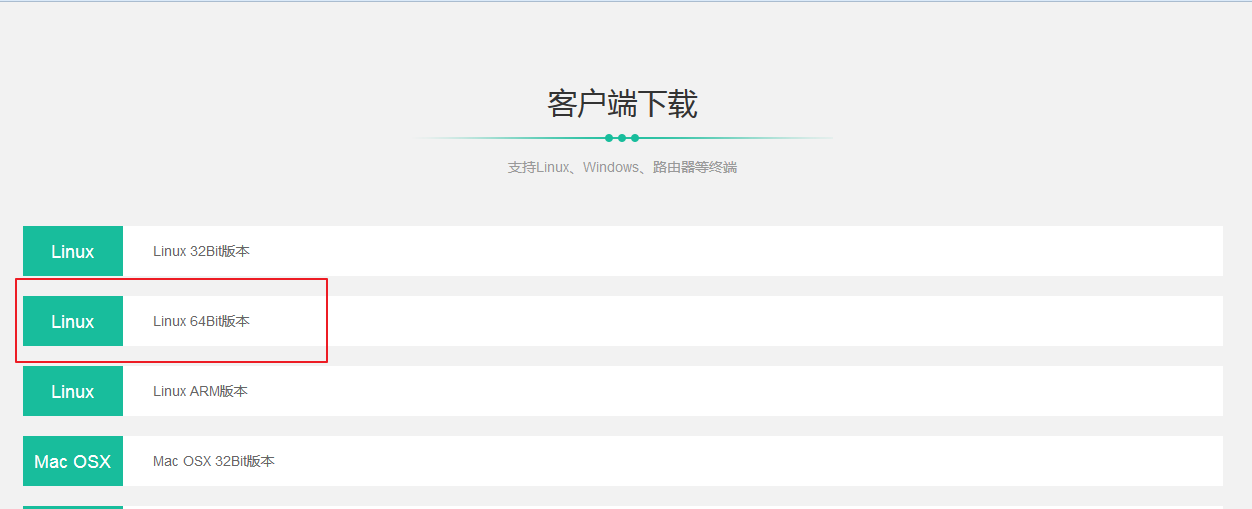 客户端下载
支持Linux、Windows、路由器等终端
Linux Linux 32Bit版本
Linux Linux 64Bit版本
Linux Linux ARM版本
Mac OSX Mac OSX 32Bit版本